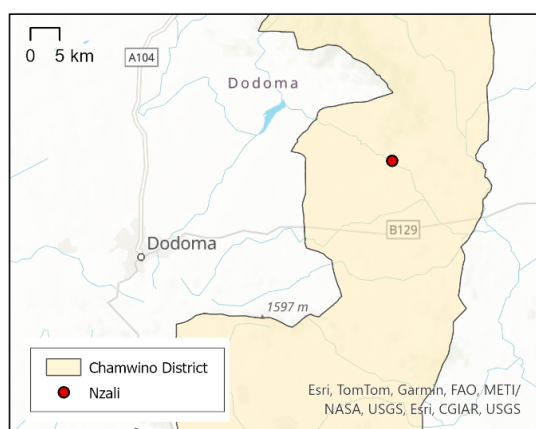 0 5 km
A104
Dodoma
B129
Dodoma
1597 m
Chamwino District
Nzali
Esri, TomTom, Garmin, FAO, METI/
NASA, USGS, Esri, CGIAR, USGS